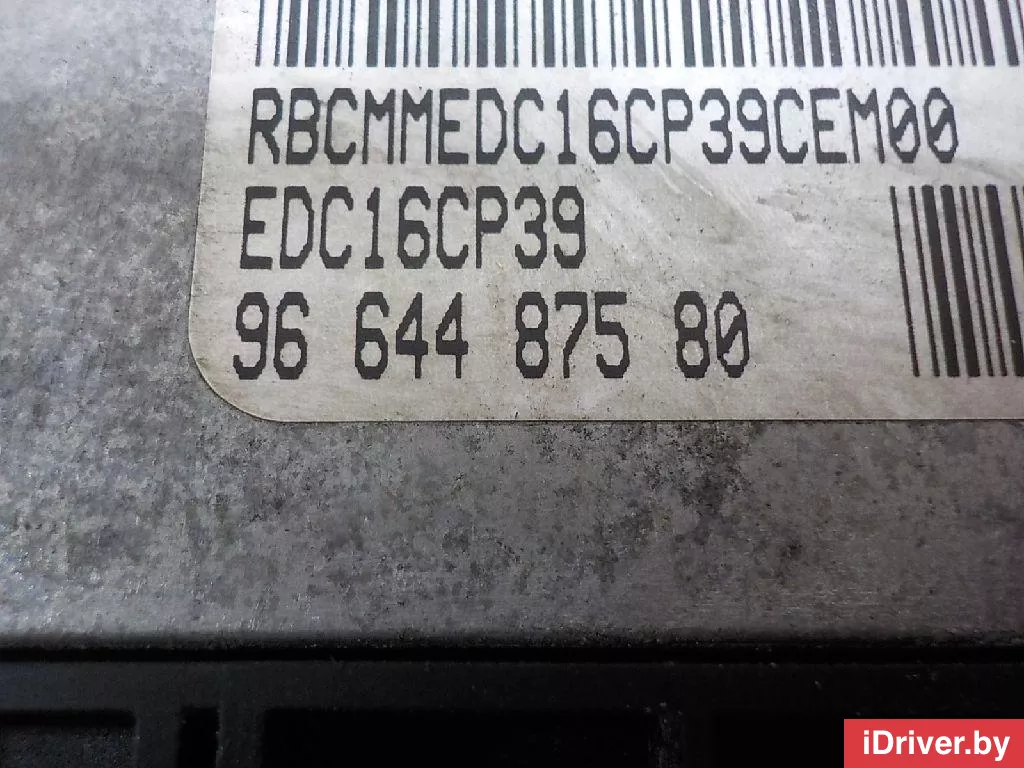 RBCMMEDC16CP39CEM00
EDC16CP39
96 644 875 80
iDriver.by